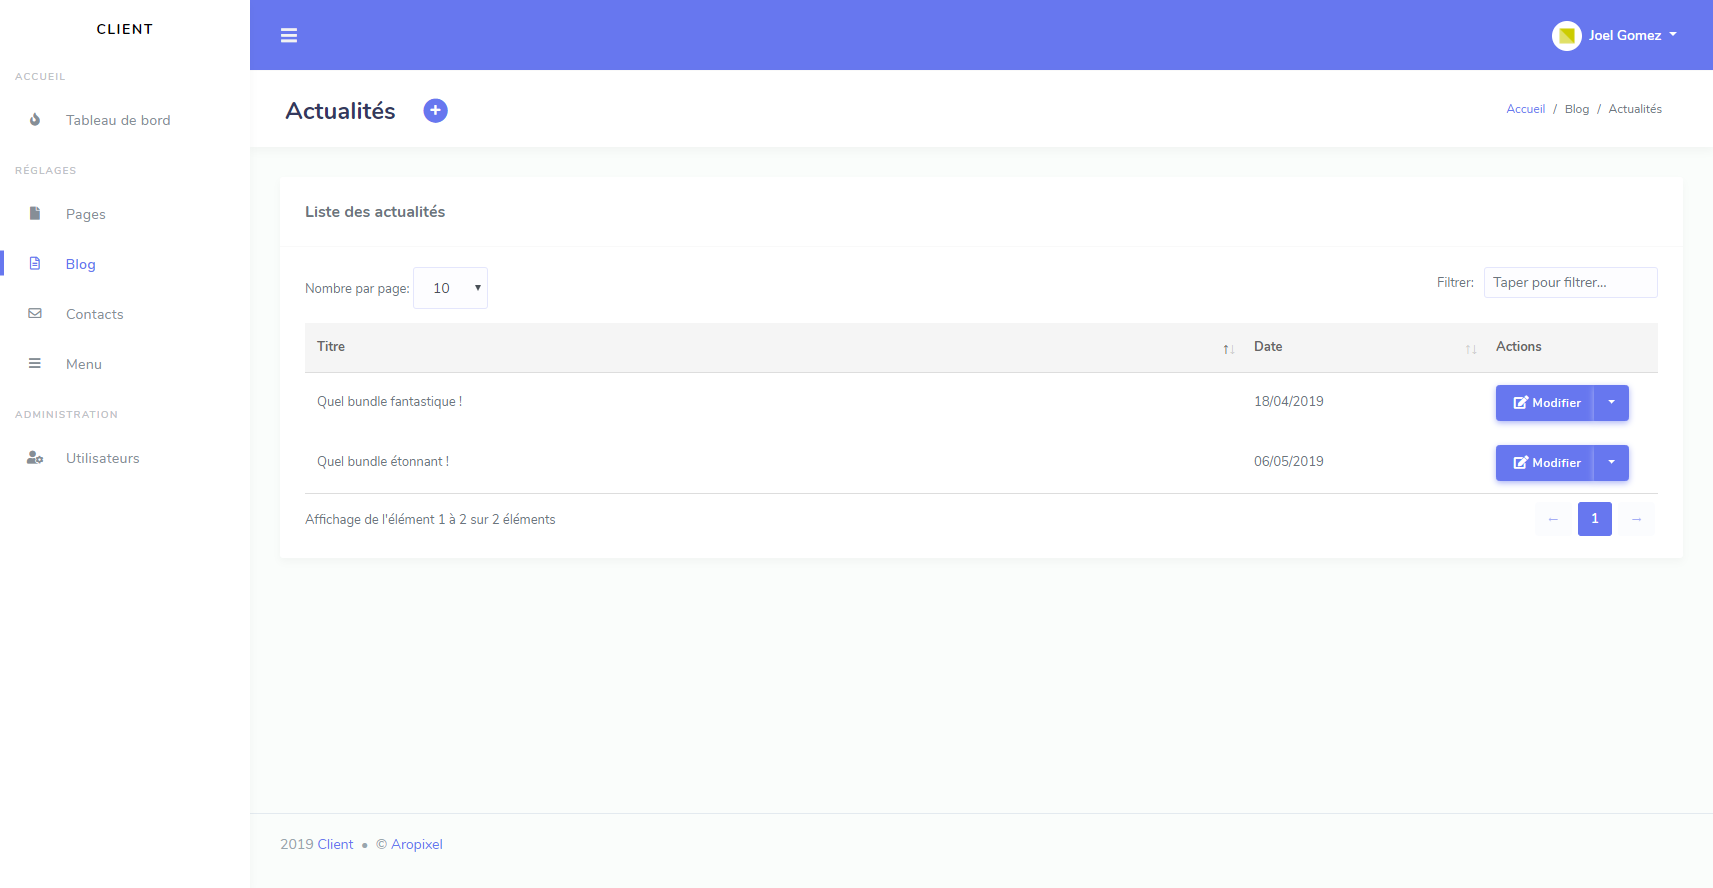 CLIENT
Joel Gomez
ACCUEIL
Tableau de bord
RÉGLAGES
Pages
Blog
Contacts
Menu
ADMINISTRATION
Utilisateurs
Actualités
Accueil / Blog / Actualités
Liste des actualités
Nombre par page: 10
Filtrer: Taper pour filtrer...
Titre Date Actions
Quel bundle fantastique ! 18/04/2019 Modifier
Quel bundle étonnant ! 06/05/2019 Modifier
Affichage de l'élément 1 à 2 sur 2 éléments
← 1 →
2019 Client • © Aropixel